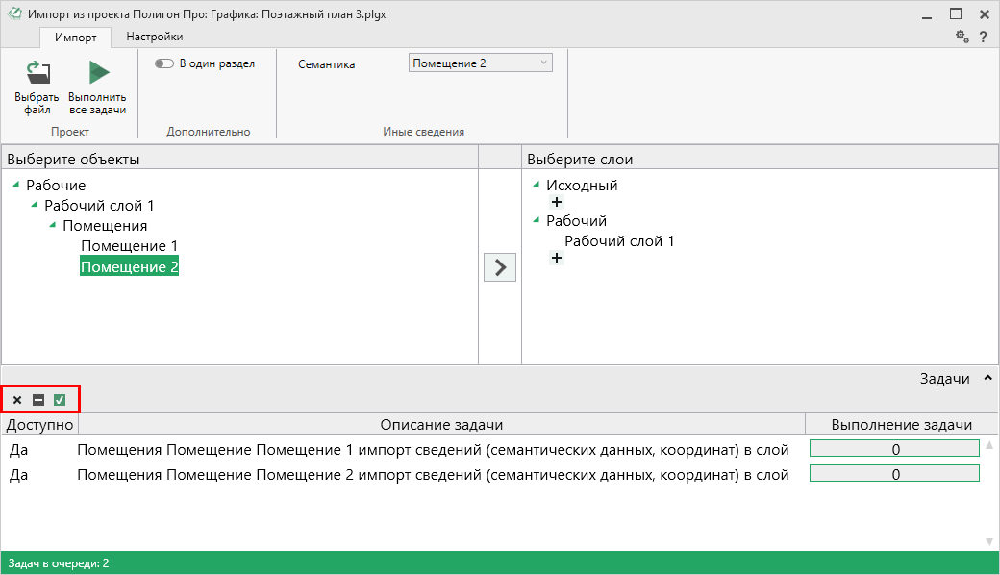 Импорт из проекта Полигон Про: Графика: Поэтажный план 3.plgx
Импорт
Настройки
?
Выбрать
файл
Выполнить
все задачи
Проект
В один раздел
Дополнительно
Семантика
Помещение 2
Иные сведения
Выберите объекты
Выберите слои
Рабочие
Рабочий слой 1
Помещения
Помещение 1
Помещение 2
Исходный
+
Рабочий
Рабочий слой 1
+
Задачи
Доступно
Описание задачи
Выполнение задачи
Да
Помещения Помещение Помещение 1 импорт сведений (семантических данных, координат) в слой
0
Да
Помещения Помещение Помещение 2 импорт сведений (семантических данных, координат) в слой
0
Задач в очереди: 2